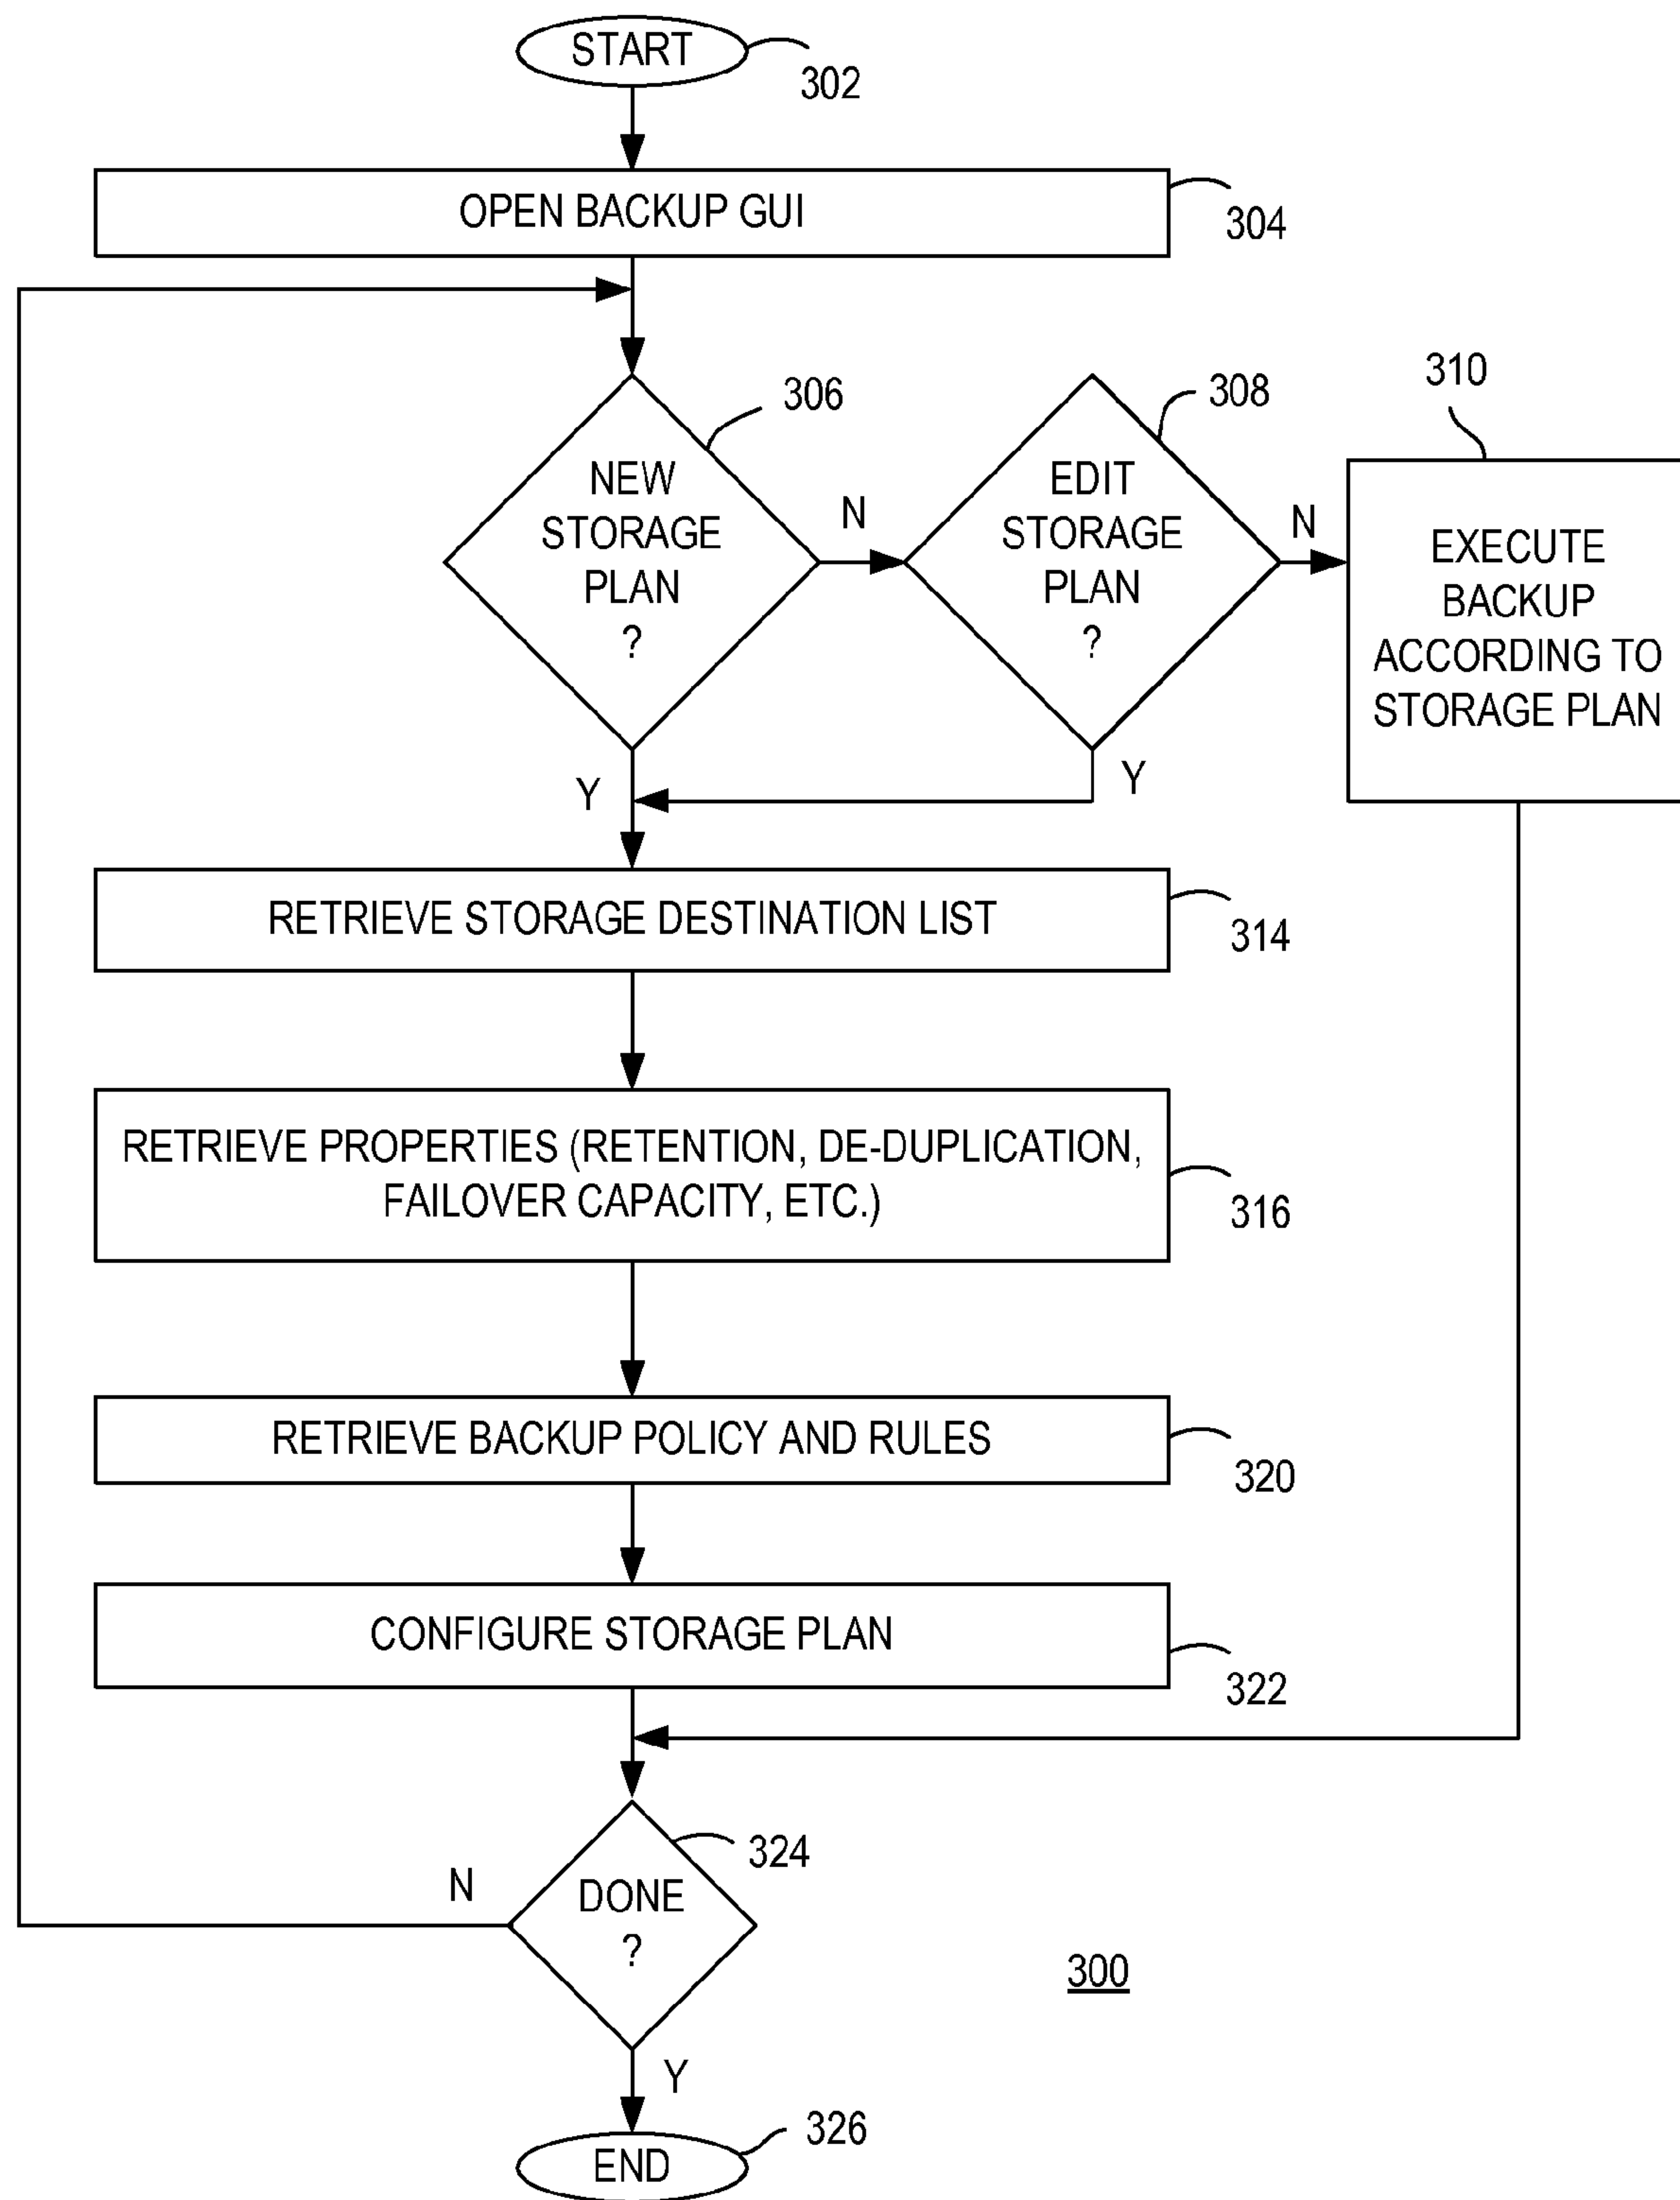 START
302
OPEN BACKUP GUI
304
306
NEW
STORAGE
PLAN
?
N
Y
308
EDIT
STORAGE
PLAN
?
N
Y
310
EXECUTE
BACKUP
ACCORDING TO
STORAGE PLAN
RETRIEVE STORAGE DESTINATION LIST
314
RETRIEVE PROPERTIES (RETENTION, DE-DUPLICATION,
FAILOVER CAPACITY, ETC.)
316
RETRIEVE BACKUP POLICY AND RULES
320
CONFIGURE STORAGE PLAN
322
324
N
DONE
?
Y
300
326
END